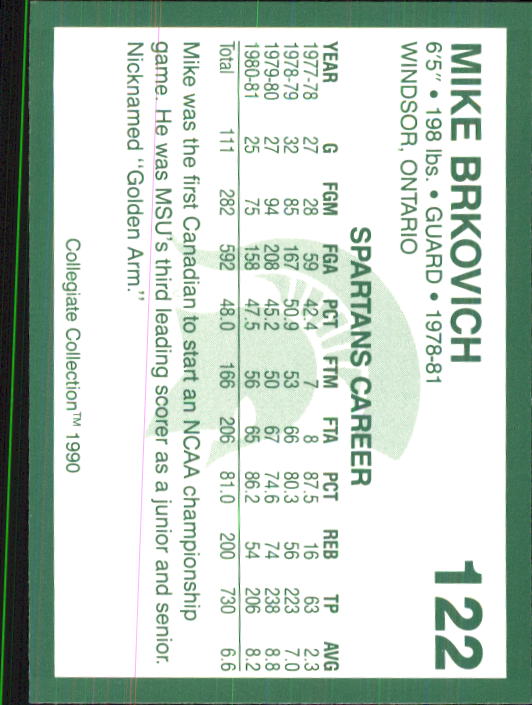 MIKE BRKOVICH 122
6'5" • 198 lbs. • GUARD • 1978-81
WINDSOR, ONTARIO
SPARTANS CAREER
YEAR G FGM FGA PCT FTM FTA PCT REB TP AVG
1977-78 27 28 59 42.4 7 8 87.5 16 63 2.3
1978-79 32 85 167 50.9 53 66 80.3 56 223 7.0
1979-80 27 94 208 45.2 50 67 74.6 74 238 8.8
1980-81 25 75 158 47.5 56 65 86.2 54 206 8.2
Total 111 282 592 48.0 166 206 81.0 200 730 6.6
Mike was the first Canadian to start an NCAA championship
game. He was MSU's third leading scorer as a junior and senior.
Nicknamed "Golden Arm."
Collegiate Collection™ 1990